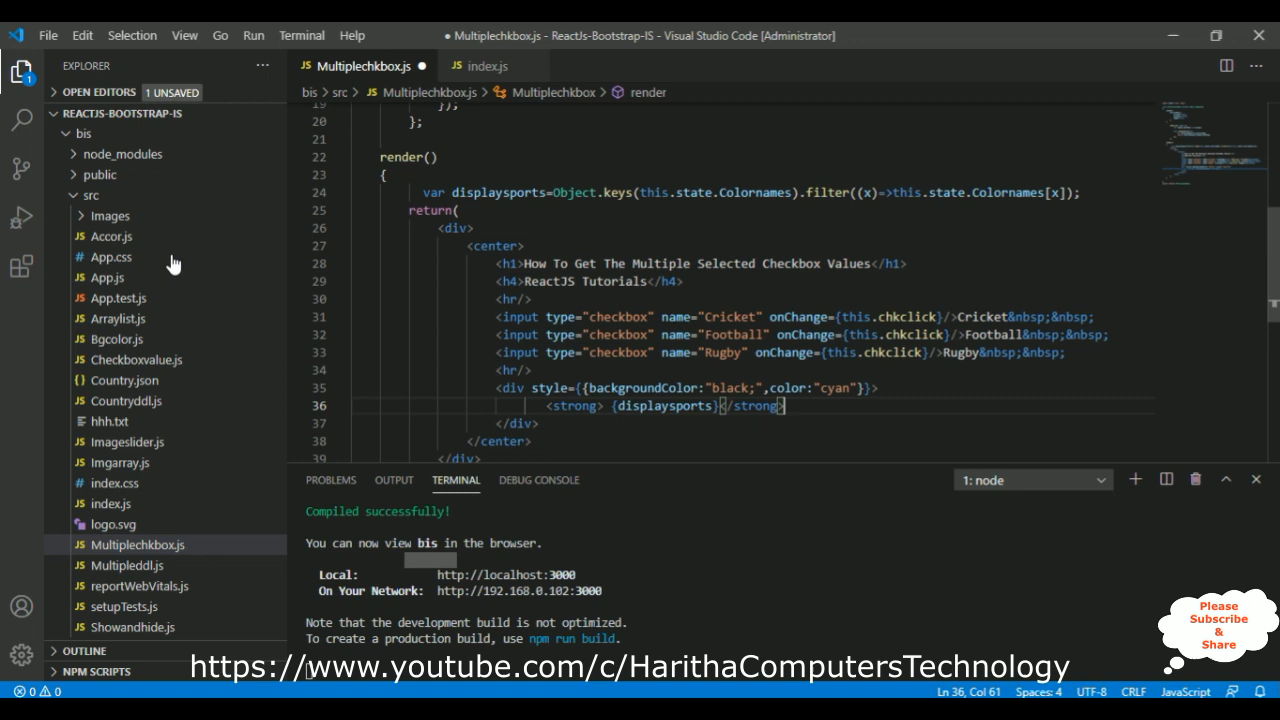 File Edit Selection View Go Run Terminal Help
● Multiplechkbox.js - ReactJs-Bootstrap-IS - Visual Studio Code [Administrator]
EXPLORER
OPEN EDITORS 1 UNSAVED
REACTJS-BOOTSTRAP-IS
bis
node_modules
public
src
Images
Accor.js
App.css
App.js
App.test.js
Arraylist.js
Bgcolor.js
Checkboxvalue.js
Country.json
Countryddl.js
hhh.txt
Imageslider.js
Imgarray.js
index.css
index.js
logo.svg
Multiplechkbox.js
Multipleddl.js
reportWebVitals.js
setupTests.js
Showandhide.js
OUTLINE
NPM SCRIPTS
Multiplechkbox.js ● index.js
bis > src > Multiplechkbox.js > Multiplechkbox > render
19 });
20 };
21
22 render()
23 {
24 var displaysports=Object.keys(this.state.Colornames).filter((x)=>this.state.Colornames[x]);
25 return(
26 <div>
27 <center>
28 <h1>How To Get The Multiple Selected Checkbox Values</h1>
29 <h4>ReactJS Tutorials</h4>
30 <hr/>
31 <input type="checkbox" name="Cricket" onChange={this.chkclick}/>Cricket&nbsp;&nbsp;
32 <input type="checkbox" name="Football" onChange={this.chkclick}/>Football&nbsp;&nbsp;
33 <input type="checkbox" name="Rugby" onChange={this.chkclick}/>Rugby&nbsp;&nbsp;
34 <hr/>
35 <div style={{backgroundColor:"black;",color:"cyan"}}>
36 <strong> {displaysports}</strong>
37 </div>
38 </center>
39 </div>
PROBLEMS OUTPUT TERMINAL DEBUG CONSOLE 1: node
Compiled successfully!
You can now view bis in the browser.
Local: http://localhost:3000
On Your Network: http://192.168.0.102:3000
Note that the development build is not optimized.
To create a production build, use npm run build.
Please
Subscribe
&
Share
https://www.youtube.com/c/HarithaComputersTechnology
0 0 Ln 36, Col 61 Spaces: 4 UTF-8 CRLF JavaScript
1